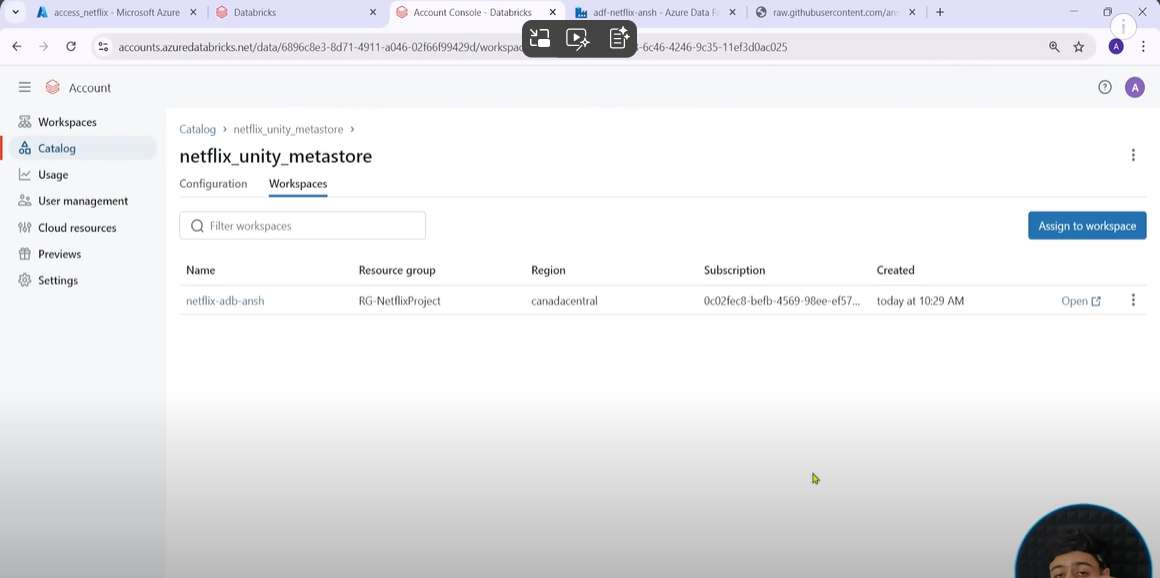 access_netflix - Microsoft Azure
Databricks
Account Console - Databricks
adf-netflix-ansh - Azure Data Fa
raw.githubusercontent.com/ans
accounts.azuredatabricks.net/data/6896c8e3-8d71-4911-a046-02f66f99429d/workspac
-6c46-4246-9c35-11ef3d0ac025
A
Account
A
Workspaces
Catalog
Usage
User management
Cloud resources
Previews
Settings
Catalog > netflix_unity_metastore >
netflix_unity_metastore
Configuration Workspaces
Filter workspaces
Assign to workspace
Name Resource group Region Subscription Created
netflix-adb-ansh RG-NetflixProject canadacentral 0c02fec8-befb-4569-98ee-ef57... today at 10:29 AM Open